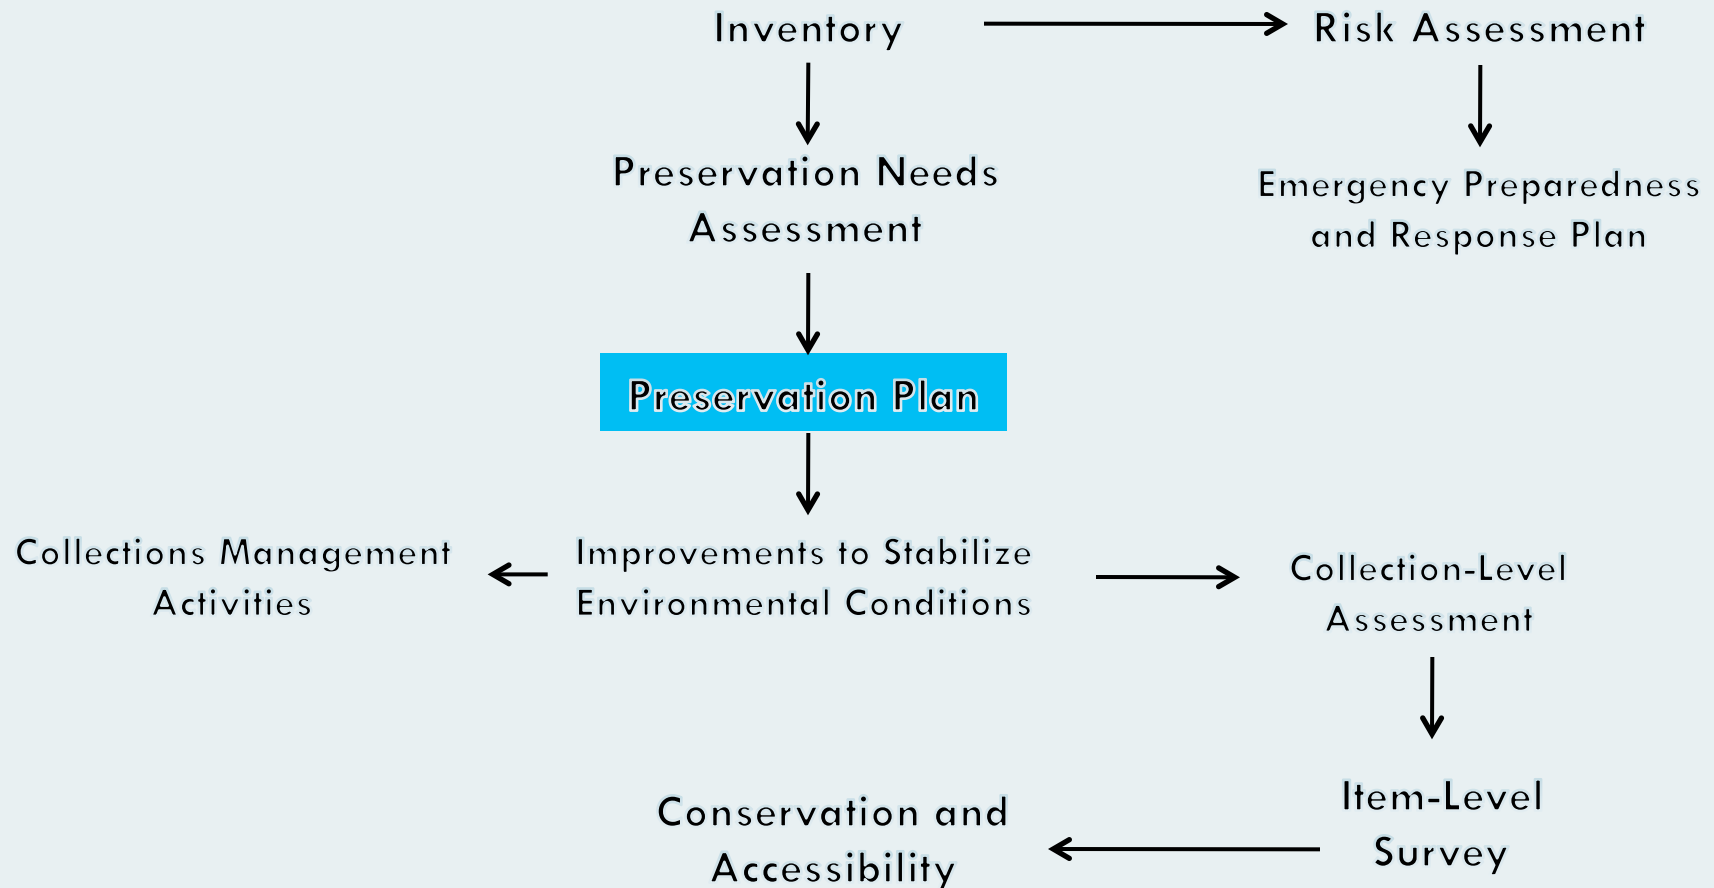 Inventory
Risk Assessment
Preservation Needs
Assessment
Emergency Preparedness
and Response Plan
Preservation Plan
Collections Management
Activities
Improvements to Stabilize
Environmental Conditions
Collection-Level
Assessment
Item-Level
Survey
Conservation and
Accessibility